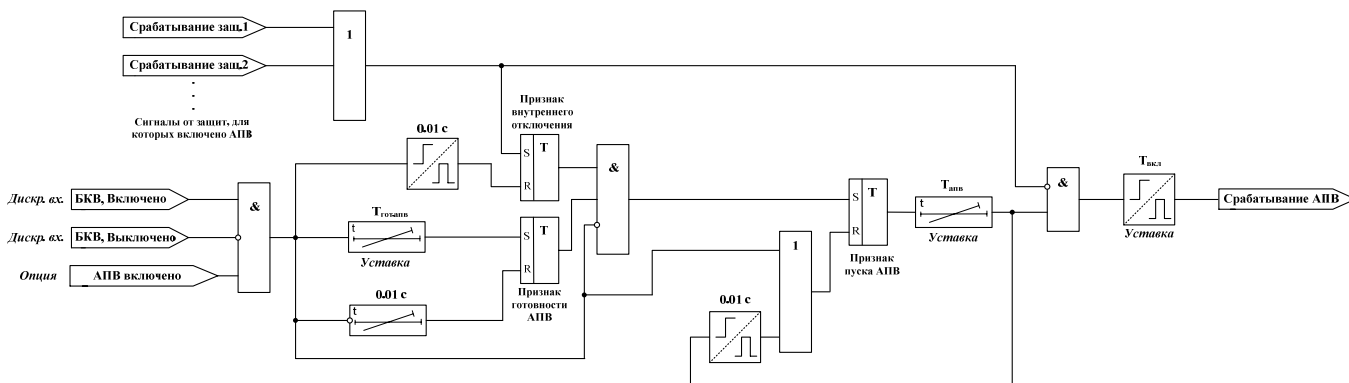 Срабатывание защ.1
1
Срабатывание защ.2
Сигналы от защит, для
которых включено АПВ
Признак
внутреннего
отключения
0.01 с
S
T
R
&
Дискр. вх.
БКВ, Включено
&
Дискр. вх.
БКВ, Выключено
Опция
АПВ включено
Tгот.апв
t
Уставка
S
T
R
Признак
готовности
АПВ
0.01 с
t
1
0.01 с
S
T
R
Признак
пуска АПВ
Tапв
t
Уставка
&
Tвкл
Уставка
Срабатывание АПВ